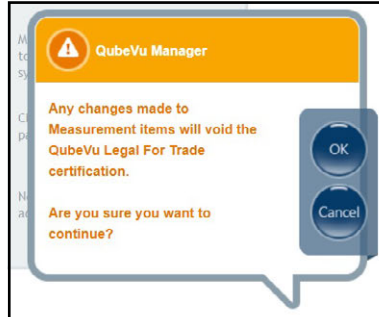 QubeVu Manager
Any changes made to
Measurement items will void the
QubeVu Legal For Trade
certification.
Are you sure you want to
continue?
OK
Cancel